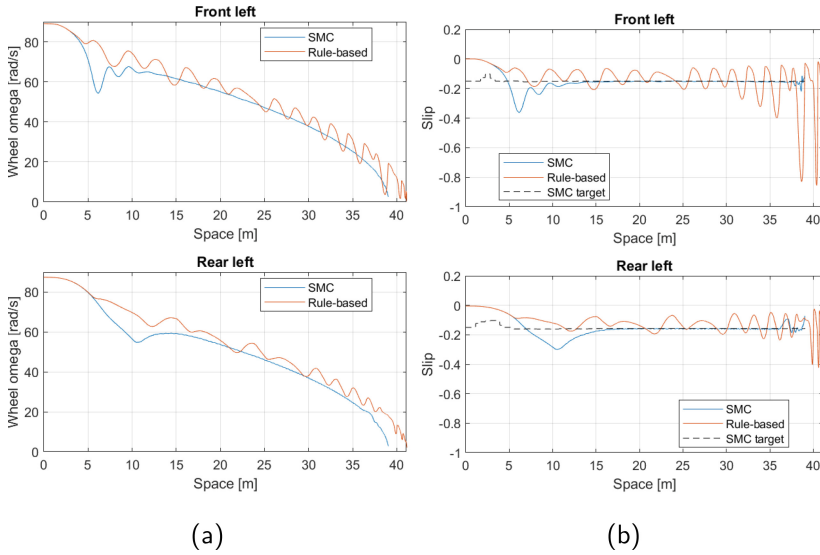 Front left
Wheel omega [rad/s]
80
60
40
20
0
SMC
Rule-based
0 5 10 15 20 25 30 35 40
Space [m]
Rear left
Wheel omega [rad/s]
80
60
40
20
0
SMC
Rule-based
0 5 10 15 20 25 30 35 40
Space [m]
(a)
Front left
Slip
0.2
0
-0.2
-0.4
-0.6
-0.8
-1
SMC
Rule-based
SMC target
0 5 10 15 20 25 30 35 40
Space [m]
Rear left
Slip
0.2
0
-0.2
-0.4
-0.6
-0.8
-1
SMC
Rule-based
SMC target
0 5 10 15 20 25 30 35 40
Space [m]
(b)